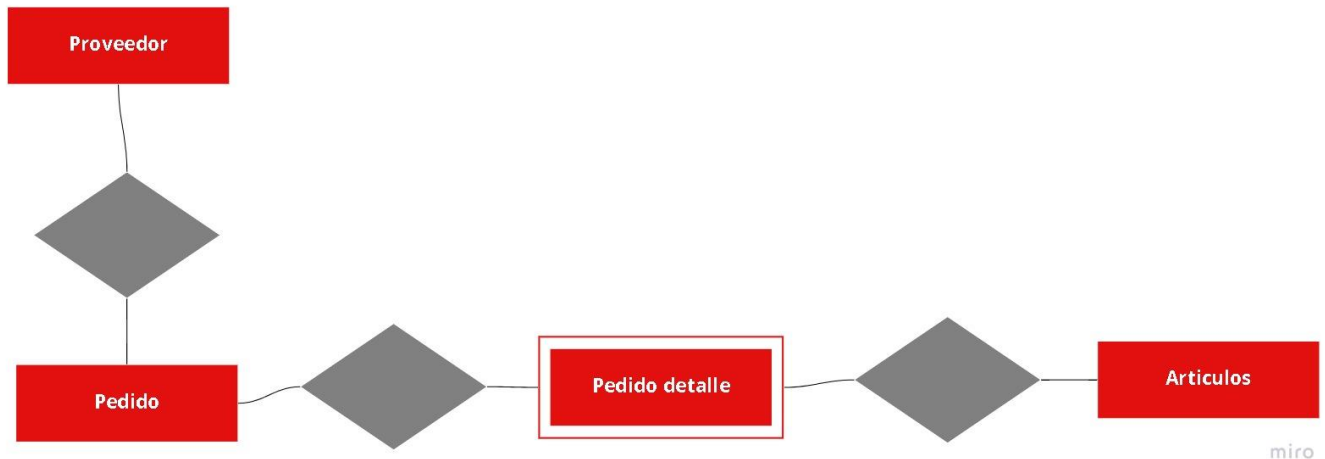 Proveedor
Pedido
Pedido detalle
Articulos
miro